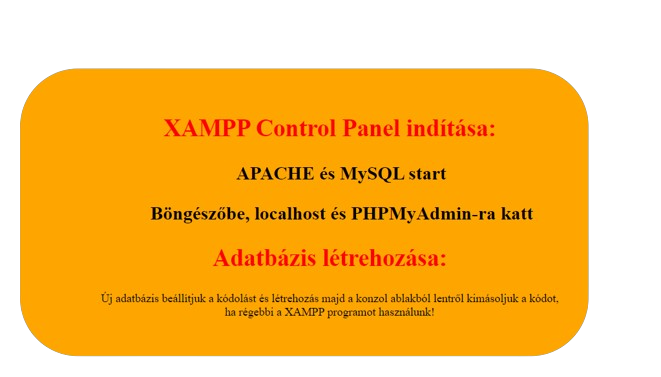 XAMPP Control Panel indítása:
APACHE és MySQL start
Böngészőbe, localhost és PHPMyAdmin-ra katt
Adatbázis létrehozása:
Új adatbázis beállítjuk a kódolást és létrehozás majd a konzol ablakból lentről kimásoljuk a kódot,
ha régebbi a XAMPP programot használunk!